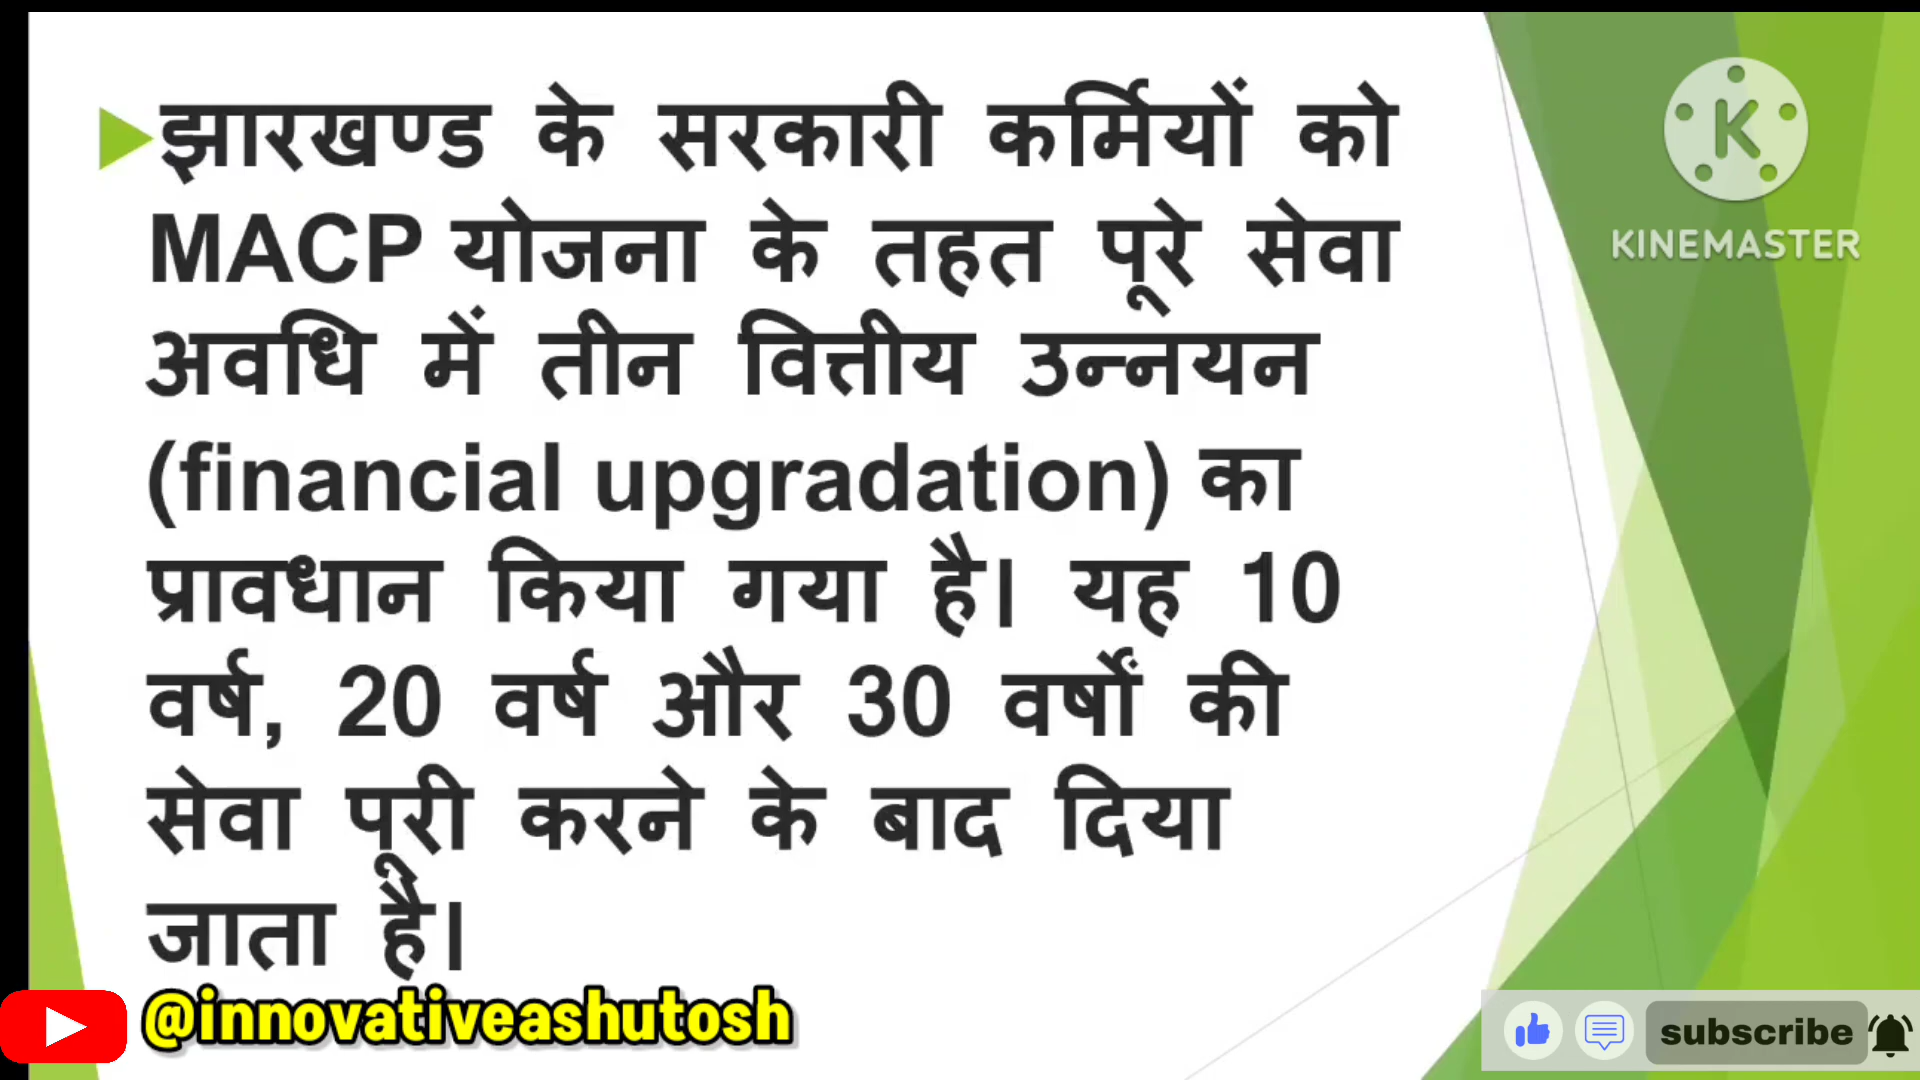 झारखण्ड के सरकारी कर्मियों को
MACP योजना के तहत पूरे सेवा
अवधि में तीन वित्तीय उन्नयन
(financial upgradation) का
प्रावधान किया गया है। यह 10
वर्ष, 20 वर्ष और 30 वर्षों की
सेवा पूरी करने के बाद दिया
जाता है।
K
KINEMASTER
@innovativeashutosh
subscribe